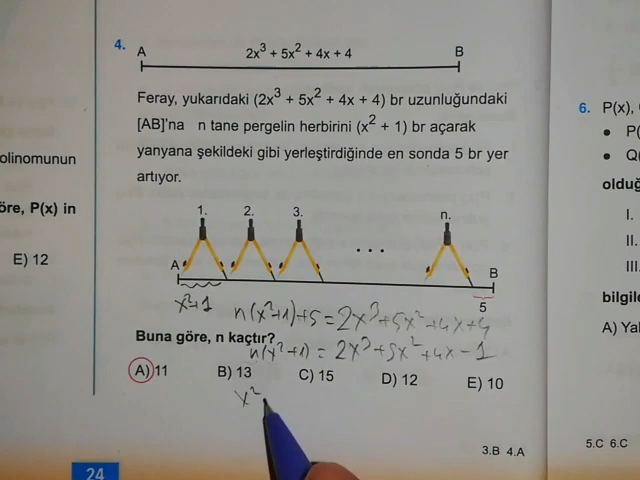 4.
A 2x³ + 5x² + 4x + 4 B
Feray, yukarıdaki (2x³ + 5x² + 4x + 4) br uzunluğundaki
[AB]'na n tane pergelin herbirini (x² + 1) br açarak
yanyana şekildeki gibi yerleştirdiğinde en sonda 5 br yer
artıyor.
1. 2. 3. ... n.
A B
x²+1 5
n(x²+1)+5 = 2x³+5x²+4x+4
Buna göre, n kaçtır?
n(x²+1) = 2x³+5x²+4x-1
A) 11 B) 13 C) 15 D) 12 E) 10
x²
3.B 4.A
24
olinomunun
öre, P(x) in
E) 12
6. P(x),
• P(
• Q(
olduğ
I.
II.
III.
bilgile
A) Yal
5.C 6.C